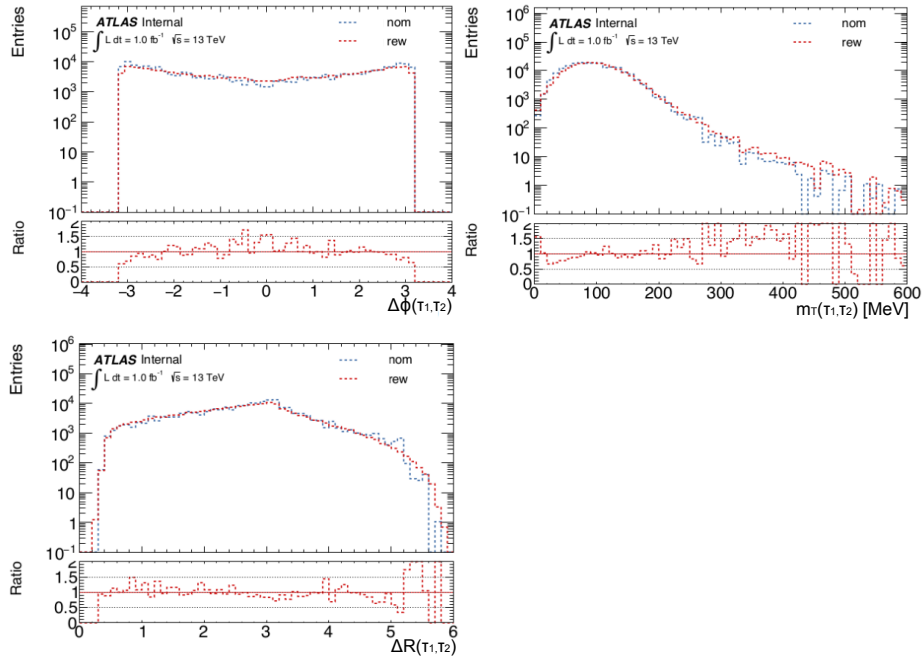 Entries
ATLAS Internal
∫ L dt = 1.0 fb⁻¹ √s = 13 TeV
nom
rew
10⁶
10⁵
10⁴
10³
10²
10
1
10⁻¹
Ratio
1.5
1
0.5
0
−4 −3 −2 −1 0 1 2 3 4
Δϕ(τ₁,τ₂)
Entries
ATLAS Internal
∫ L dt = 1.0 fb⁻¹ √s = 13 TeV
nom
rew
10⁶
10⁵
10⁴
10³
10²
10
1
10⁻¹
Ratio
2
1.5
1
0.5
0 100 200 300 400 500 600
mT(τ₁,τ₂) [MeV]
Entries
ATLAS Internal
∫ L dt = 1.0 fb⁻¹ √s = 13 TeV
nom
rew
10⁶
10⁵
10⁴
10³
10²
10
1
10⁻¹
Ratio
1.5
1
0.5
0
0 1 2 3 4 5 6
ΔR(τ₁,τ₂)